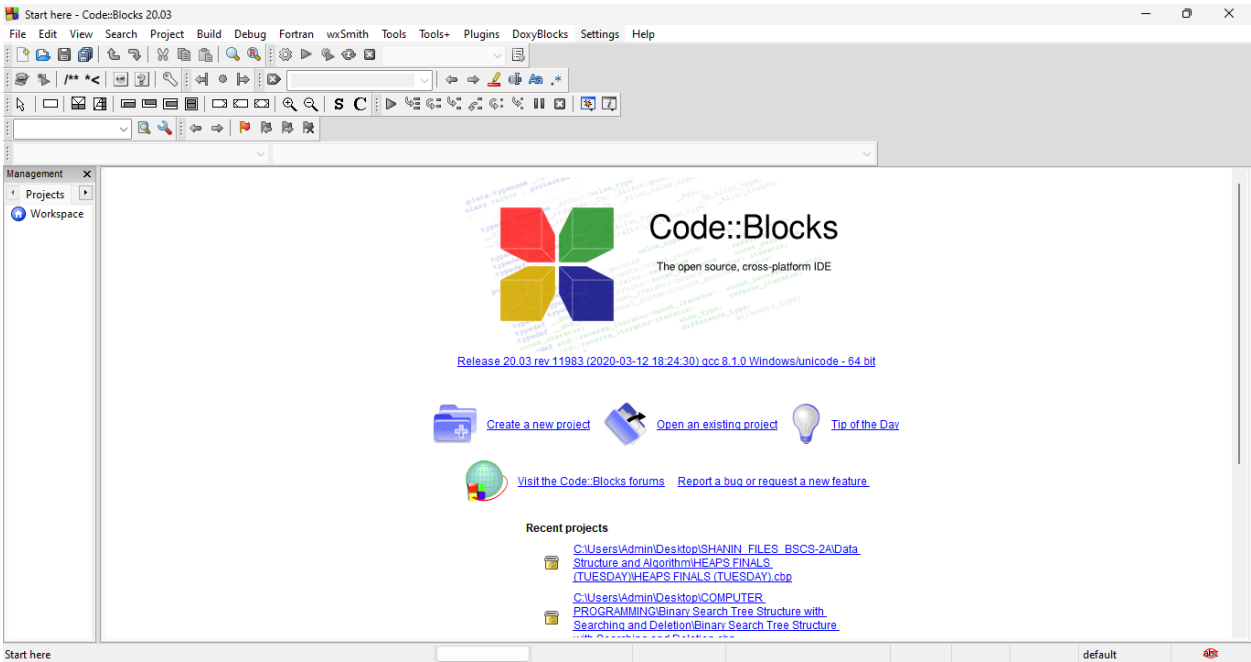 Start here - Code::Blocks 20.03
File Edit View Search Project Build Debug Fortran wxSmith Tools Tools+ Plugins DoxyBlocks Settings Help
/** *<
.*
S C
Management
Projects
Workspace
Code::Blocks
The open source, cross-platform IDE
Release 20.03 rev 11983 (2020-03-12 18:24:30) gcc 8.1.0 Windows/unicode - 64 bit
Create a new project Open an existing project Tip of the Day
Visit the Code::Blocks forums Report a bug or request a new feature
Recent projects
C:\Users\Admin\Desktop\SHANIN_FILES_BSCS-2A\Data
Structure and Algorithm\HEAPS FINALS
(TUESDAY)\HEAPS FINALS (TUESDAY).cbp
C:\Users\Admin\Desktop\COMPUTER
PROGRAMMING\Binary Search Tree Structure with
Searching and Deletion\Binary Search Tree Structure
Start here default abc